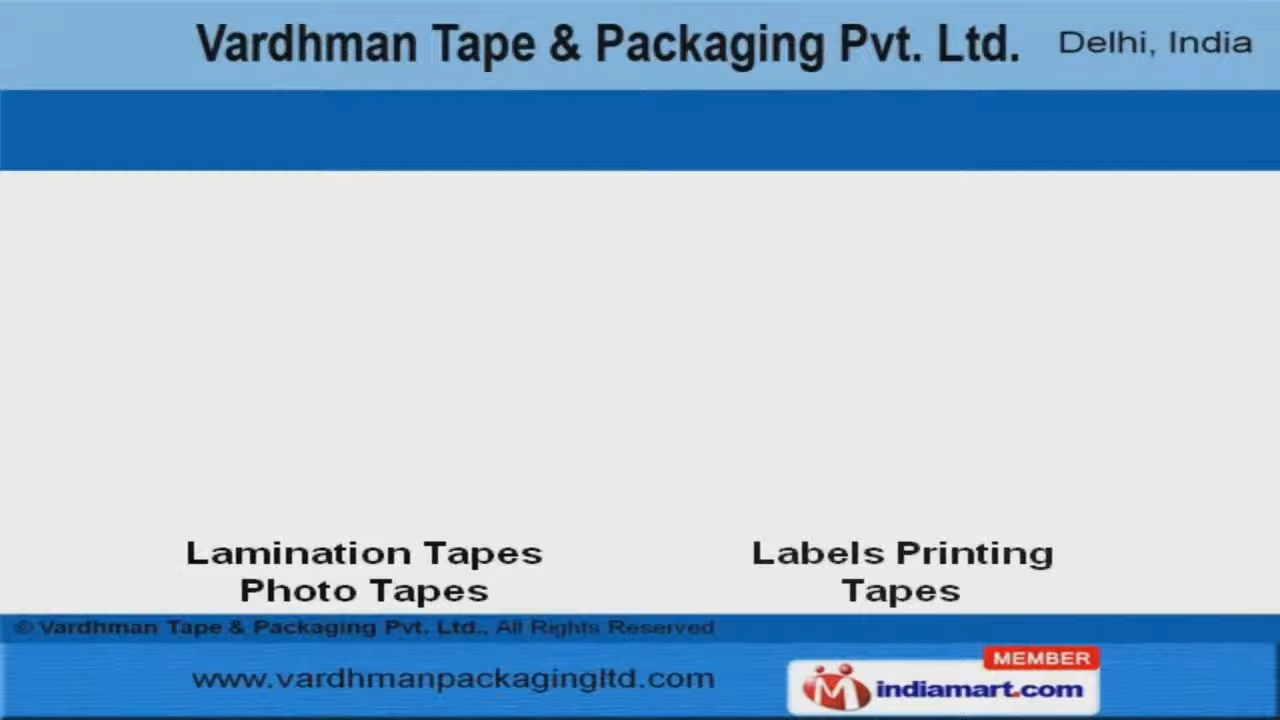 Vardhman Tape & Packaging Pvt. Ltd. Delhi, India
Lamination Tapes
Photo Tapes
Labels Printing
Tapes
© Vardhman Tape & Packaging Pvt. Ltd., All Rights Reserved
www.vardhmanpackagingltd.com
MEMBER
indiamart.com